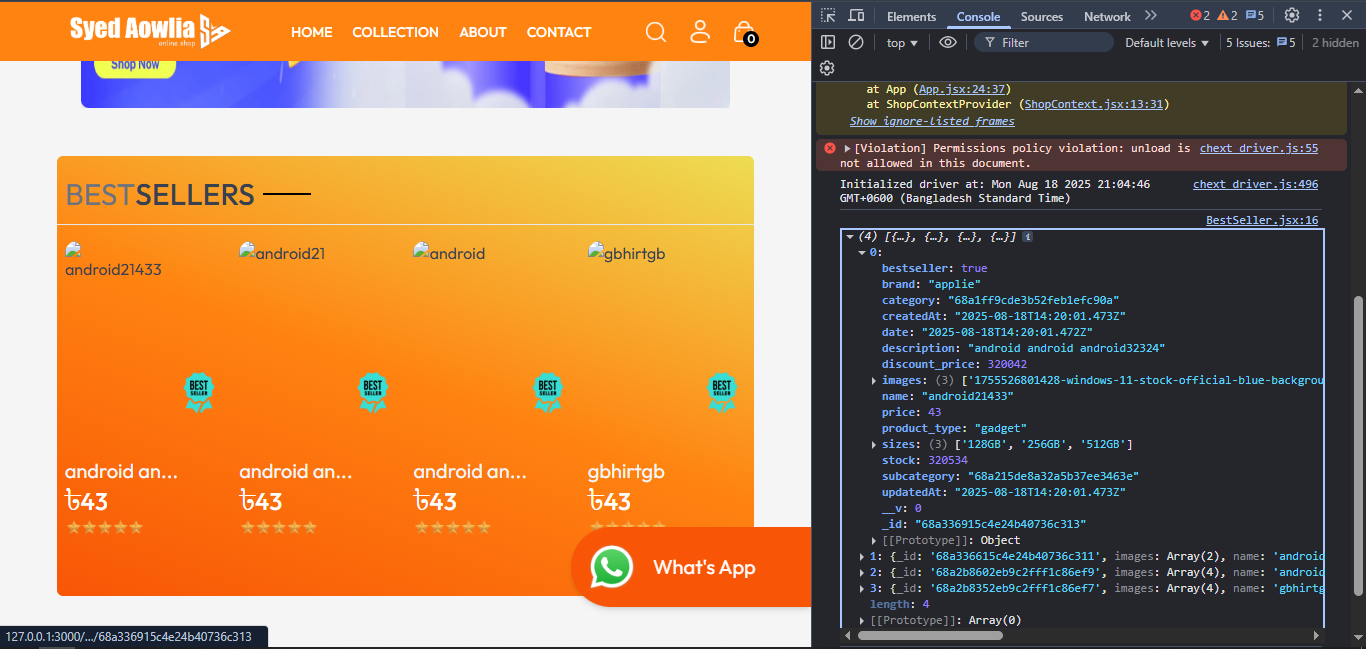 Syed Aowlia
online shop
HOME COLLECTION ABOUT CONTACT
0
Shop Now
BESTSELLERS
android21433 android21 android gbhirtgb
BEST SELLER BEST SELLER BEST SELLER BEST SELLER
android an... android an... android an... gbhirtgb
৳43 ৳43 ৳43 ৳43
What's App
127.0.0.1:3000/.../68a336915c4e24b40736c313
Elements Console Sources Network 2 2 5
top Filter Default levels 5 Issues: 5 2 hidden
at App (App.jsx:24:37)
at ShopContextProvider (ShopContext.jsx:13:31)
Show ignore-listed frames
[Violation] Permissions policy violation: unload is chext_driver.js:55
not allowed in this document.
Initialized driver at: Mon Aug 18 2025 21:04:46 chext_driver.js:496
GMT+0600 (Bangladesh Standard Time)
BestSeller.jsx:16
(4) [{…}, {…}, {…}, {…}] i
0:
bestseller: true
brand: "applie"
category: "68a1ff9cde3b52feb1efc90a"
createdAt: "2025-08-18T14:20:01.473Z"
date: "2025-08-18T14:20:01.472Z"
description: "android android android32324"
discount_price: 320042
images: (3) ['1755526801428-windows-11-stock-official-blue-backgrou
name: "android21433"
price: 43
product_type: "gadget"
sizes: (3) ['128GB', '256GB', '512GB']
stock: 320534
subcategory: "68a215de8a32a5b37ee3463e"
updatedAt: "2025-08-18T14:20:01.473Z"
__v: 0
_id: "68a336915c4e24b40736c313"
[[Prototype]]: Object
1: {_id: '68a336615c4e24b40736c311', images: Array(2), name: 'android
2: {_id: '68a2b8602eb9c2fff1c86ef9', images: Array(4), name: 'android
3: {_id: '68a2b8352eb9c2fff1c86ef7', images: Array(4), name: 'gbhirtg
length: 4
[[Prototype]]: Array(0)